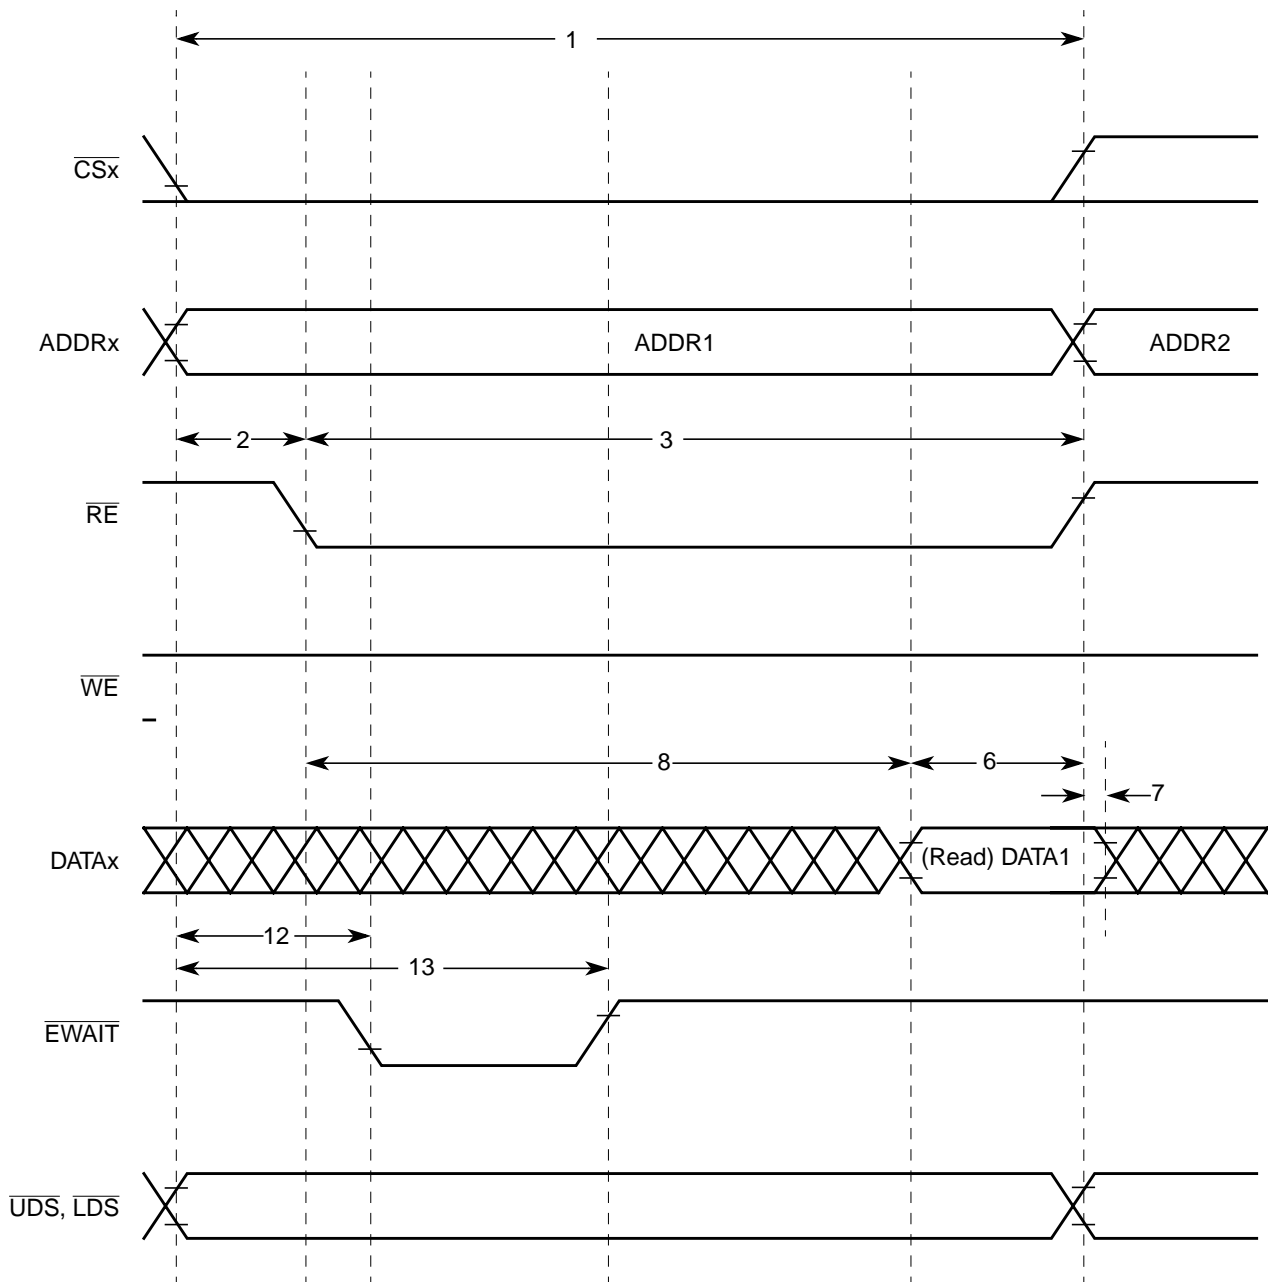 1
CSx
ADDRx ADDR1 ADDR2
2 3
RE
WE
8 6
7
DATAx (Read) DATA1
12
13
EWAIT
UDS, LDS